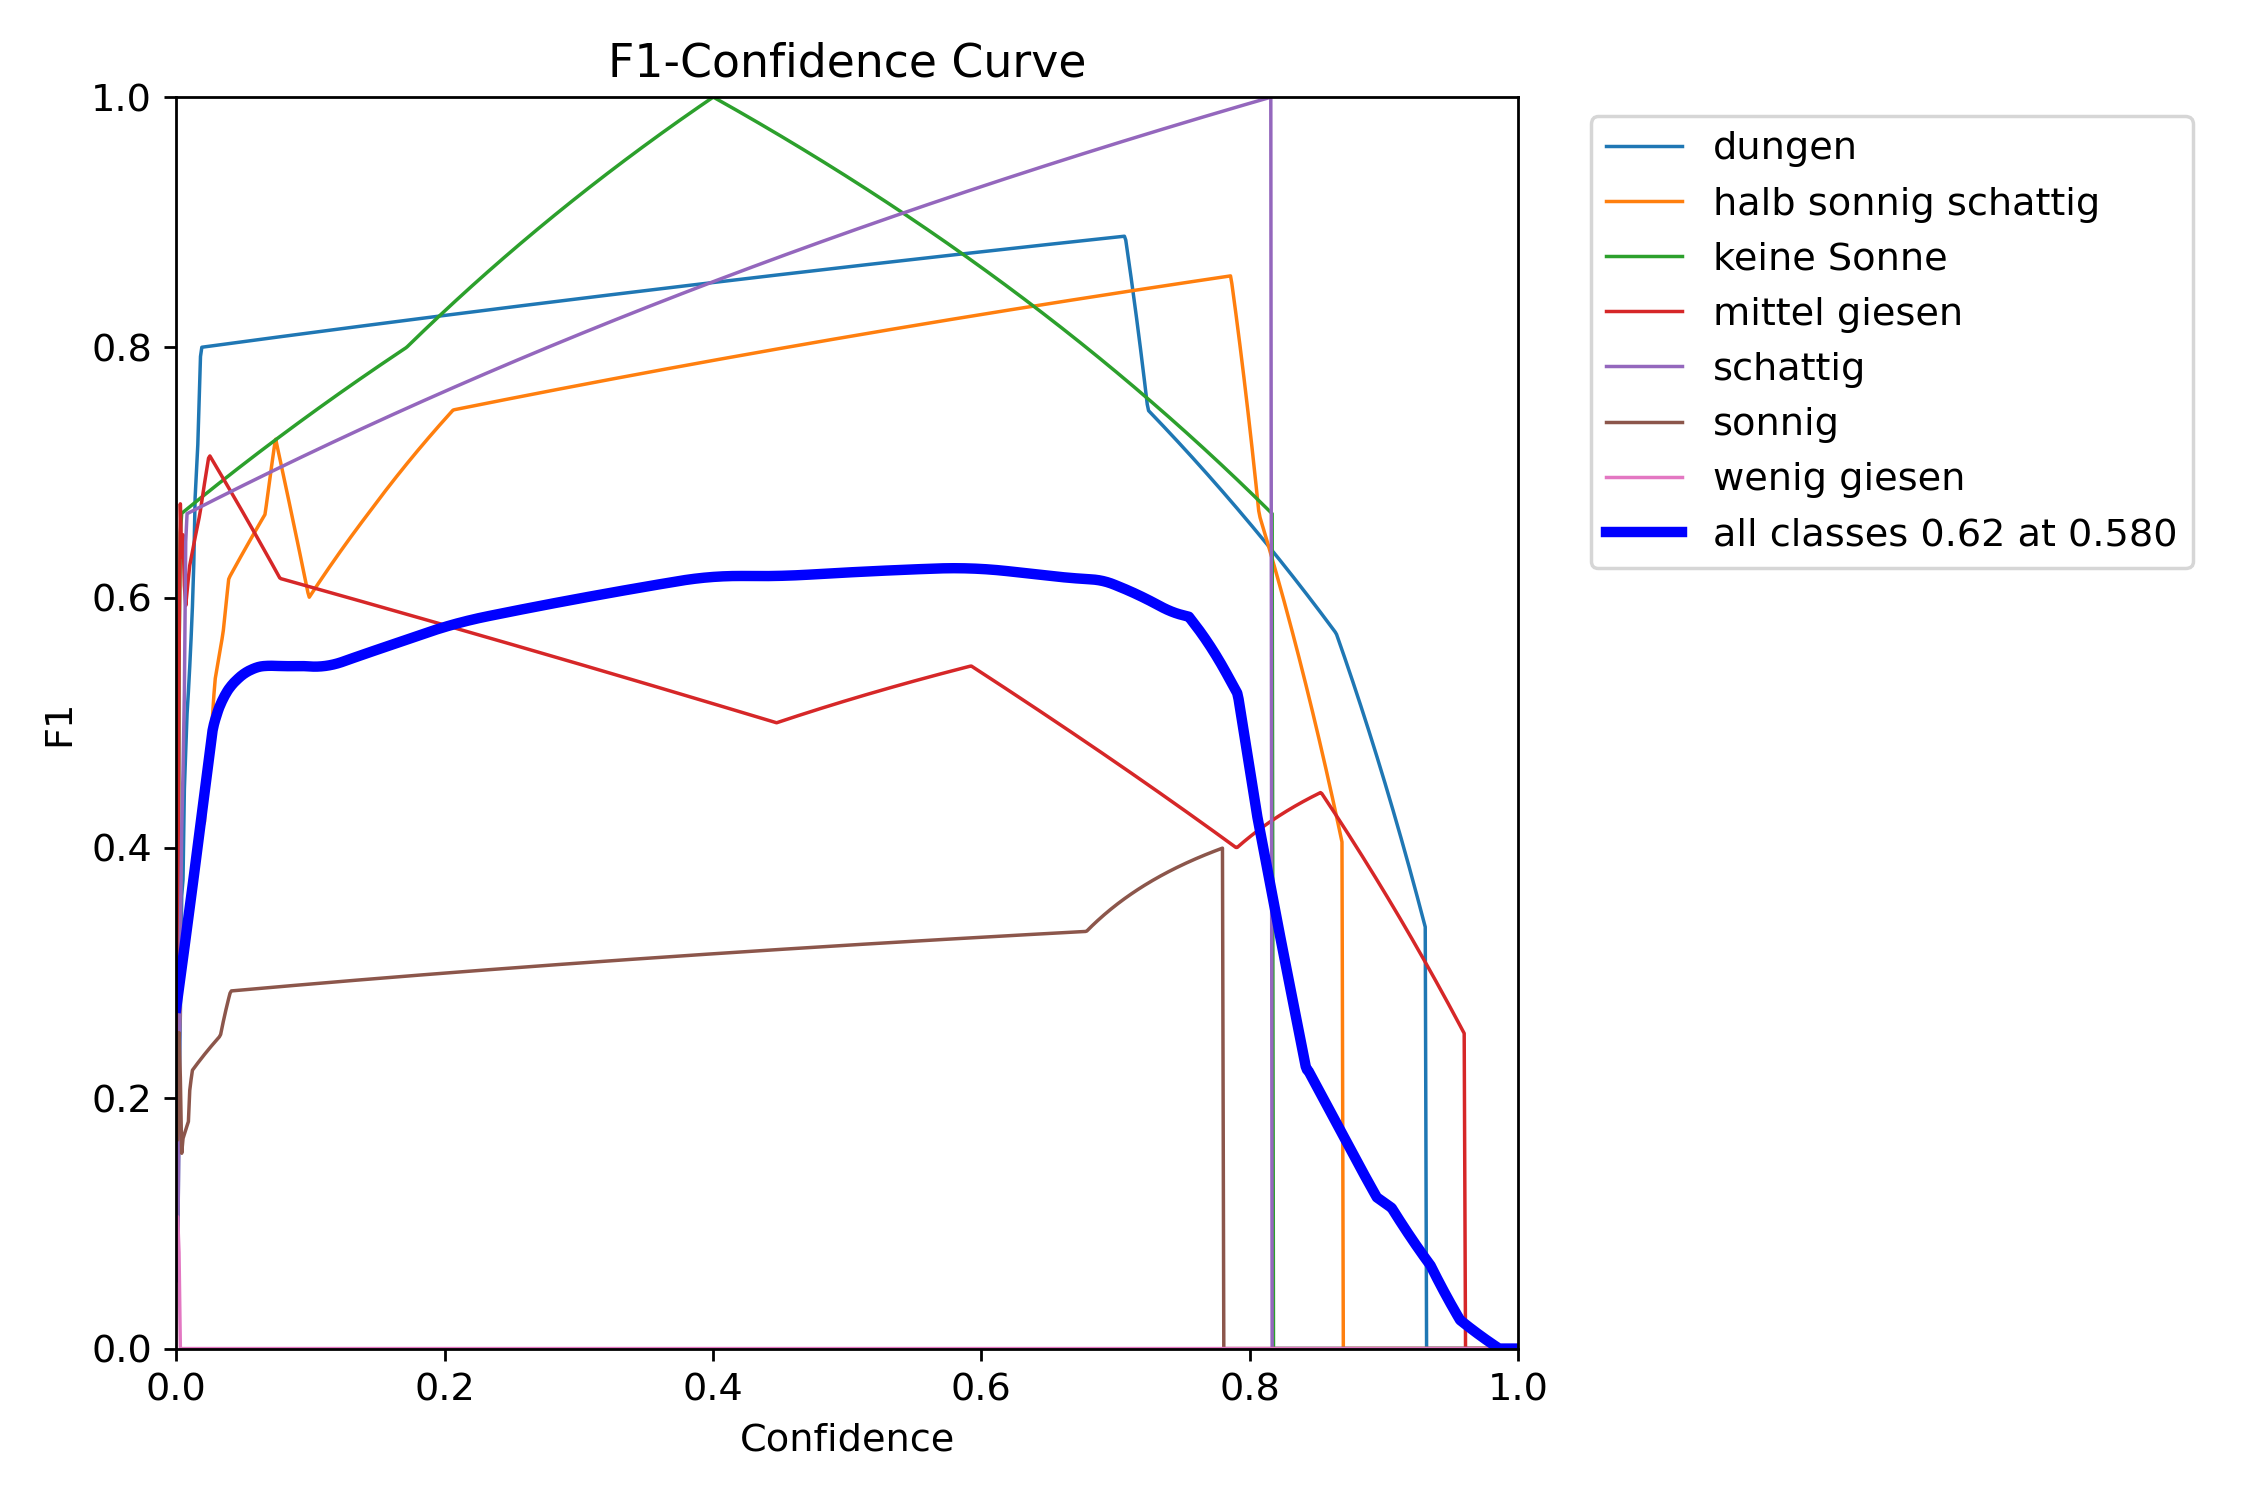 F1-Confidence Curve
1.0
0.8
0.6
0.4
0.2
0.0
F1
0.0 0.2 0.4 0.6 0.8 1.0
Confidence
dungen
halb sonnig schattig
keine Sonne
mittel giesen
schattig
sonnig
wenig giesen
all classes 0.62 at 0.580